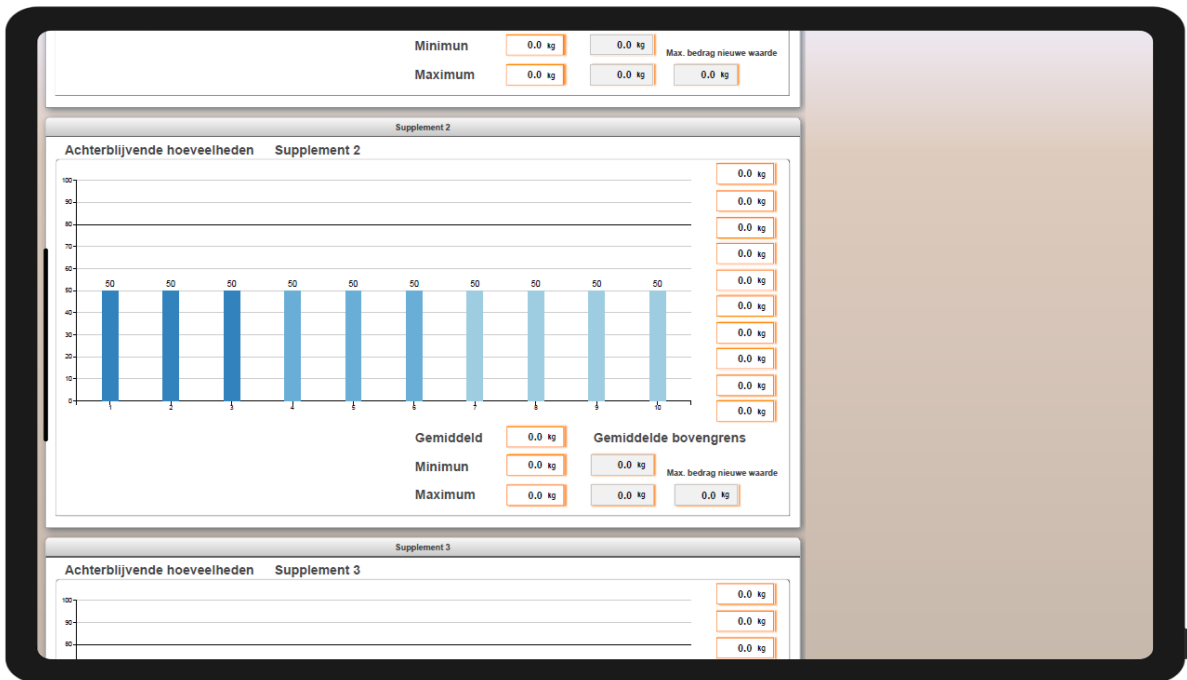 Minimun 0.0 kg 0.0 kg Max. bedrag nieuwe waarde
Maximum 0.0 kg 0.0 kg 0.0 kg
Supplement 2
Achterblijvende hoeveelheden Supplement 2
0.0 kg
0.0 kg
0.0 kg
0.0 kg
0.0 kg
0.0 kg
0.0 kg
0.0 kg
0.0 kg
0.0 kg
100
90
80
70
60
50
40
30
20
10
0
50 50 50 50 50 50 50 50 50 50
1 2 3 4 5 6 7 8 9 10
Gemiddeld 0.0 kg Gemiddelde bovengrens
Minimun 0.0 kg 0.0 kg Max. bedrag nieuwe waarde
Maximum 0.0 kg 0.0 kg 0.0 kg
Supplement 3
Achterblijvende hoeveelheden Supplement 3
0.0 kg
0.0 kg
0.0 kg
100
90
80